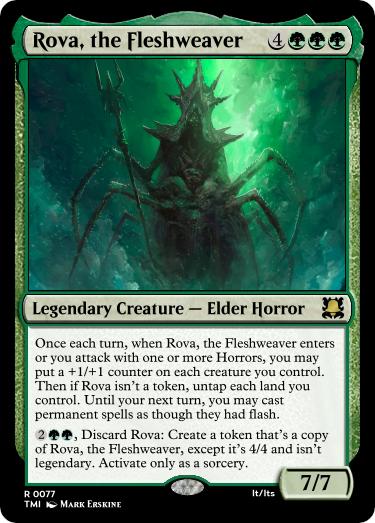 Rova, the Fleshweaver 4
Legendary Creature — Elder Horror
Once each turn, when Rova, the Fleshweaver enters
or you attack with one or more Horrors, you may
put a +1/+1 counter on each creature you control.
Then if Rova isn't a token, untap each land you
control. Until your next turn, you may cast
permanent spells as though they had flash.
2, Discard Rova: Create a token that's a copy
of Rova, the Fleshweaver, except it's 4/4 and isn't
legendary. Activate only as a sorcery.
7/7
R 0077 It/Its
TMI Mark Erskine